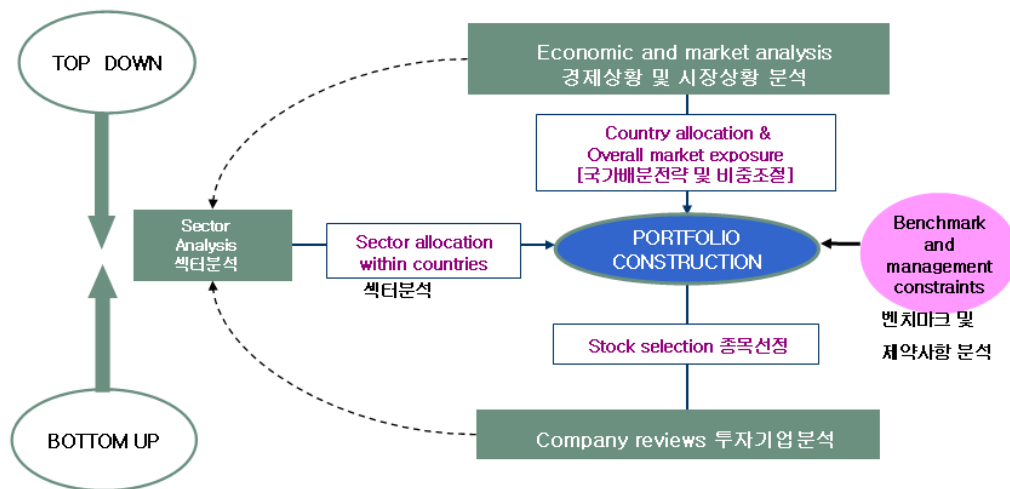 TOP DOWN
Economic and market analysis
경제상황 및 시장상황 분석
Country allocation &
Overall market exposure
[국가배분전략 및 비중조절]
Sector
Analysis
섹터분석
Sector allocation
within countries
섹터분석
PORTFOLIO
CONSTRUCTION
Benchmark
and
management
constraints
벤치마크 및
제약사항 분석
Stock selection 종목선정
BOTTOM UP
Company reviews 투자기업분석